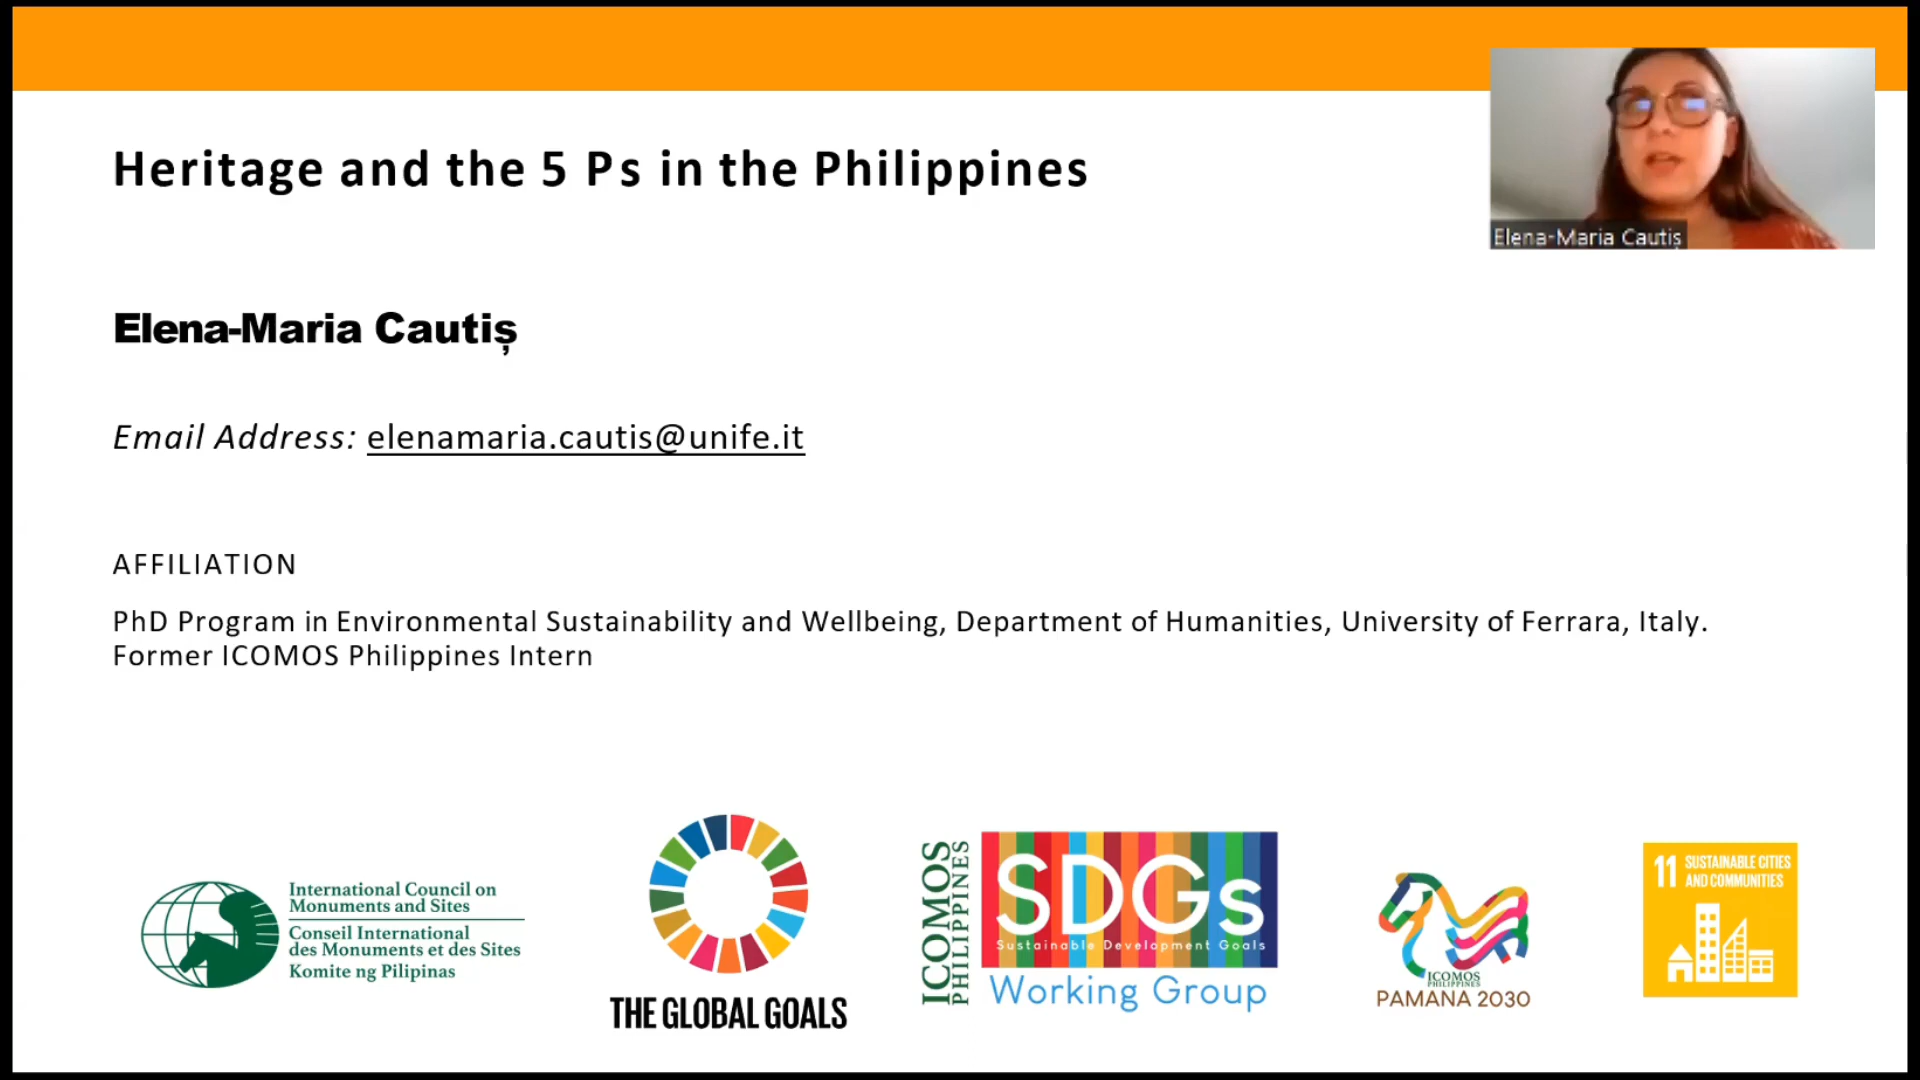 Heritage and the 5 Ps in the Philippines
Elena-Maria Cautiș
Elena-Maria Cautiș
Email Address: elenamaria.cautis@unife.it
AFFILIATION
PhD Program in Environmental Sustainability and Wellbeing, Department of Humanities, University of Ferrara, Italy.
Former ICOMOS Philippines Intern
International Council on
Monuments and Sites
Conseil International
des Monuments et des Sites
Komite ng Pilipinas
THE GLOBAL GOALS
ICOMOS
PHILIPPINES
SDGs
Sustainable Development Goals
Working Group
ICOMOS
PHILIPPINES
PAMANA 2030
11 SUSTAINABLE CITIES
AND COMMUNITIES